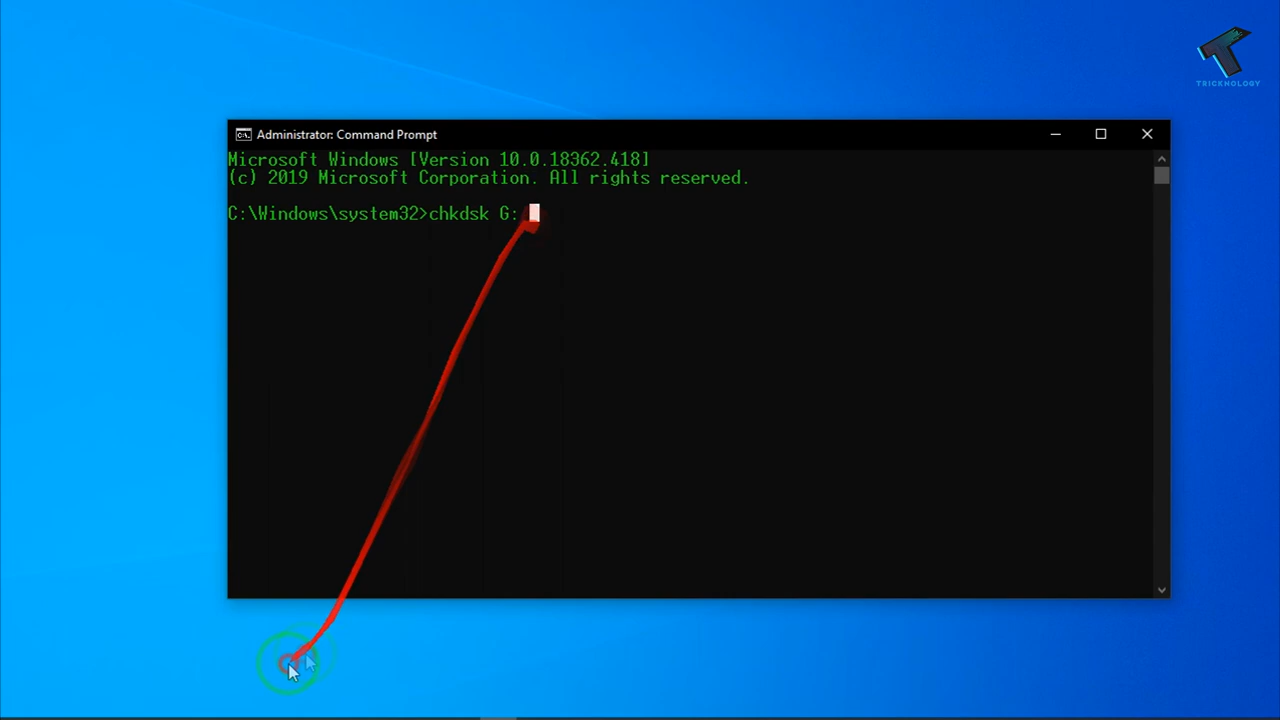 TRICKNOLOGY
Administrator: Command Prompt
Microsoft Windows [Version 10.0.18362.418]
(c) 2019 Microsoft Corporation. All rights reserved.
C:\Windows\system32>chkdsk G: